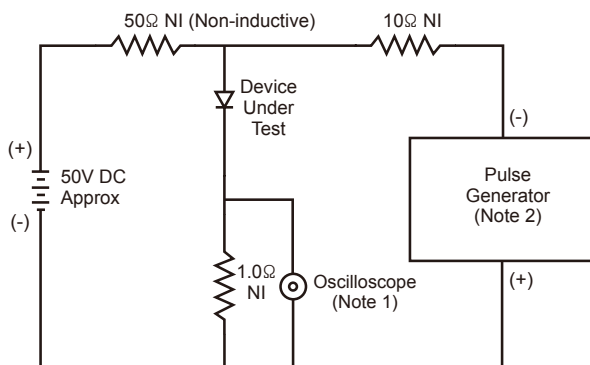 50Ω NI (Non-inductive)
10Ω NI
Device
Under
Test
(-)
(+)
50V DC
Approx
(-)
Pulse
Generator
(Note 2)
1.0Ω
NI
Oscilloscope
(Note 1)
(+)